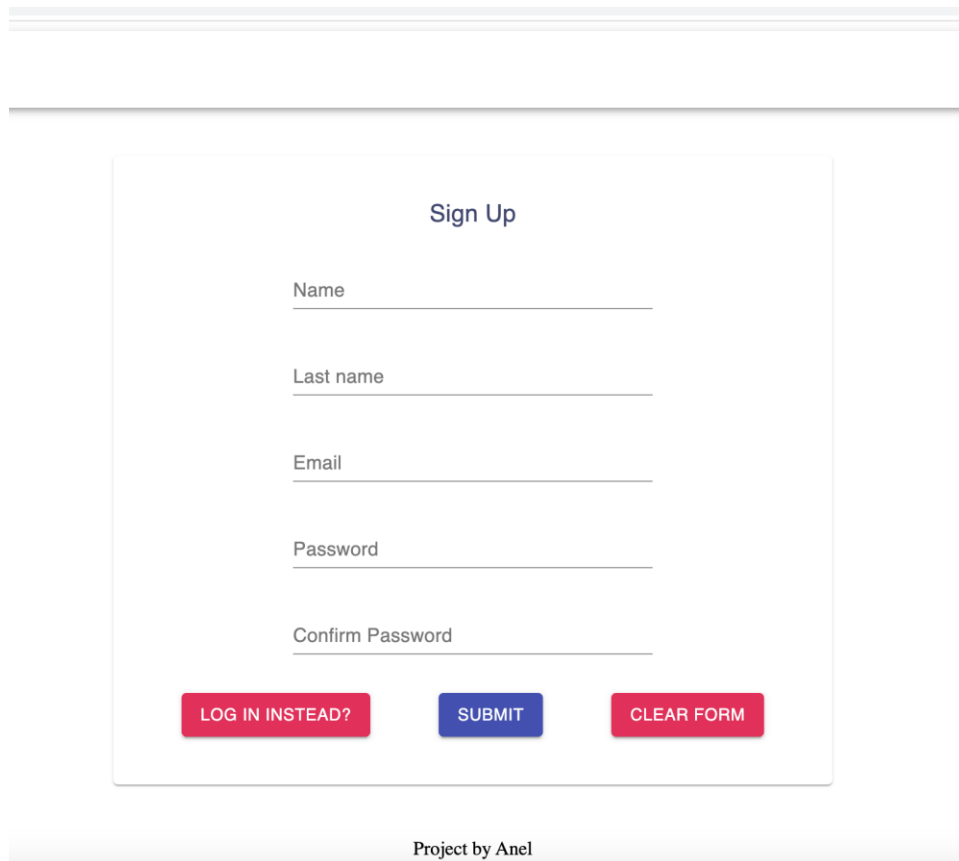 Sign Up
Name
Last name
Email
Password
Confirm Password
LOG IN INSTEAD? SUBMIT CLEAR FORM
Project by Anel